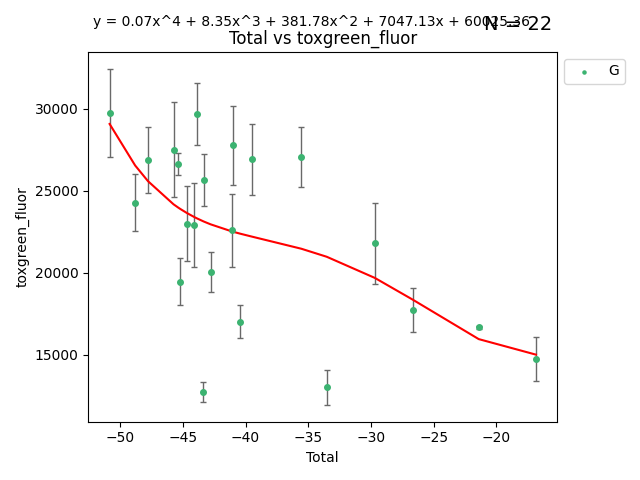 y = 0.07x^4 + 8.35x^3 + 381.78x^2 + 7047.13x + 60025.36
N = 22
Total vs toxgreen_fluor
G
toxgreen_fluor
30000
25000
20000
15000
−50
−45
−40
−35
−30
−25
−20
Total